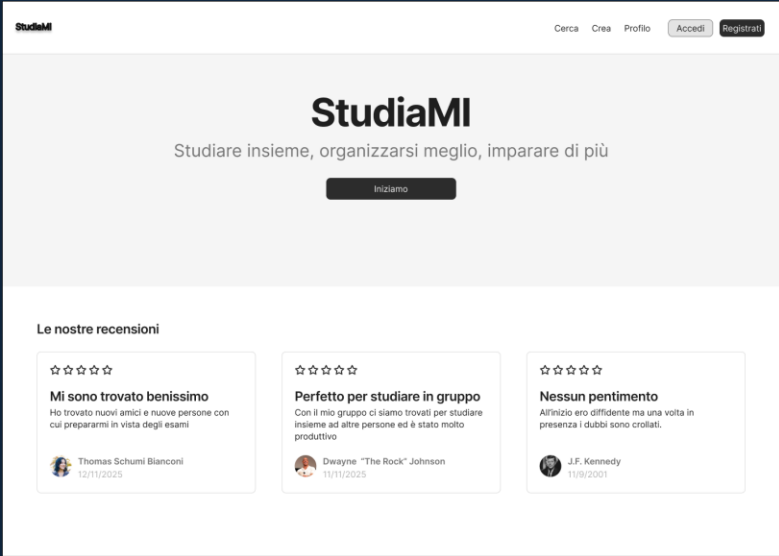 StudiaMI
Cerca Crea Profilo Accedi Registrati
StudiaMI
Studiare insieme, organizzarsi meglio, imparare di più
Iniziamo
Le nostre recensioni
Mi sono trovato benissimo
Ho trovato nuovi amici e nuove persone con
cui prepararmi in vista degli esami
Thomas Schumi Bianconi
12/11/2025
Perfetto per studiare in gruppo
Con il mio gruppo ci siamo trovati per studiare
insieme ad altre persone ed è stato molto
produttivo
Dwayne "The Rock" Johnson
11/11/2025
Nessun pentimento
All'inizio ero diffidente ma una volta in
presenza i dubbi sono crollati.
J.F. Kennedy
11/9/2001